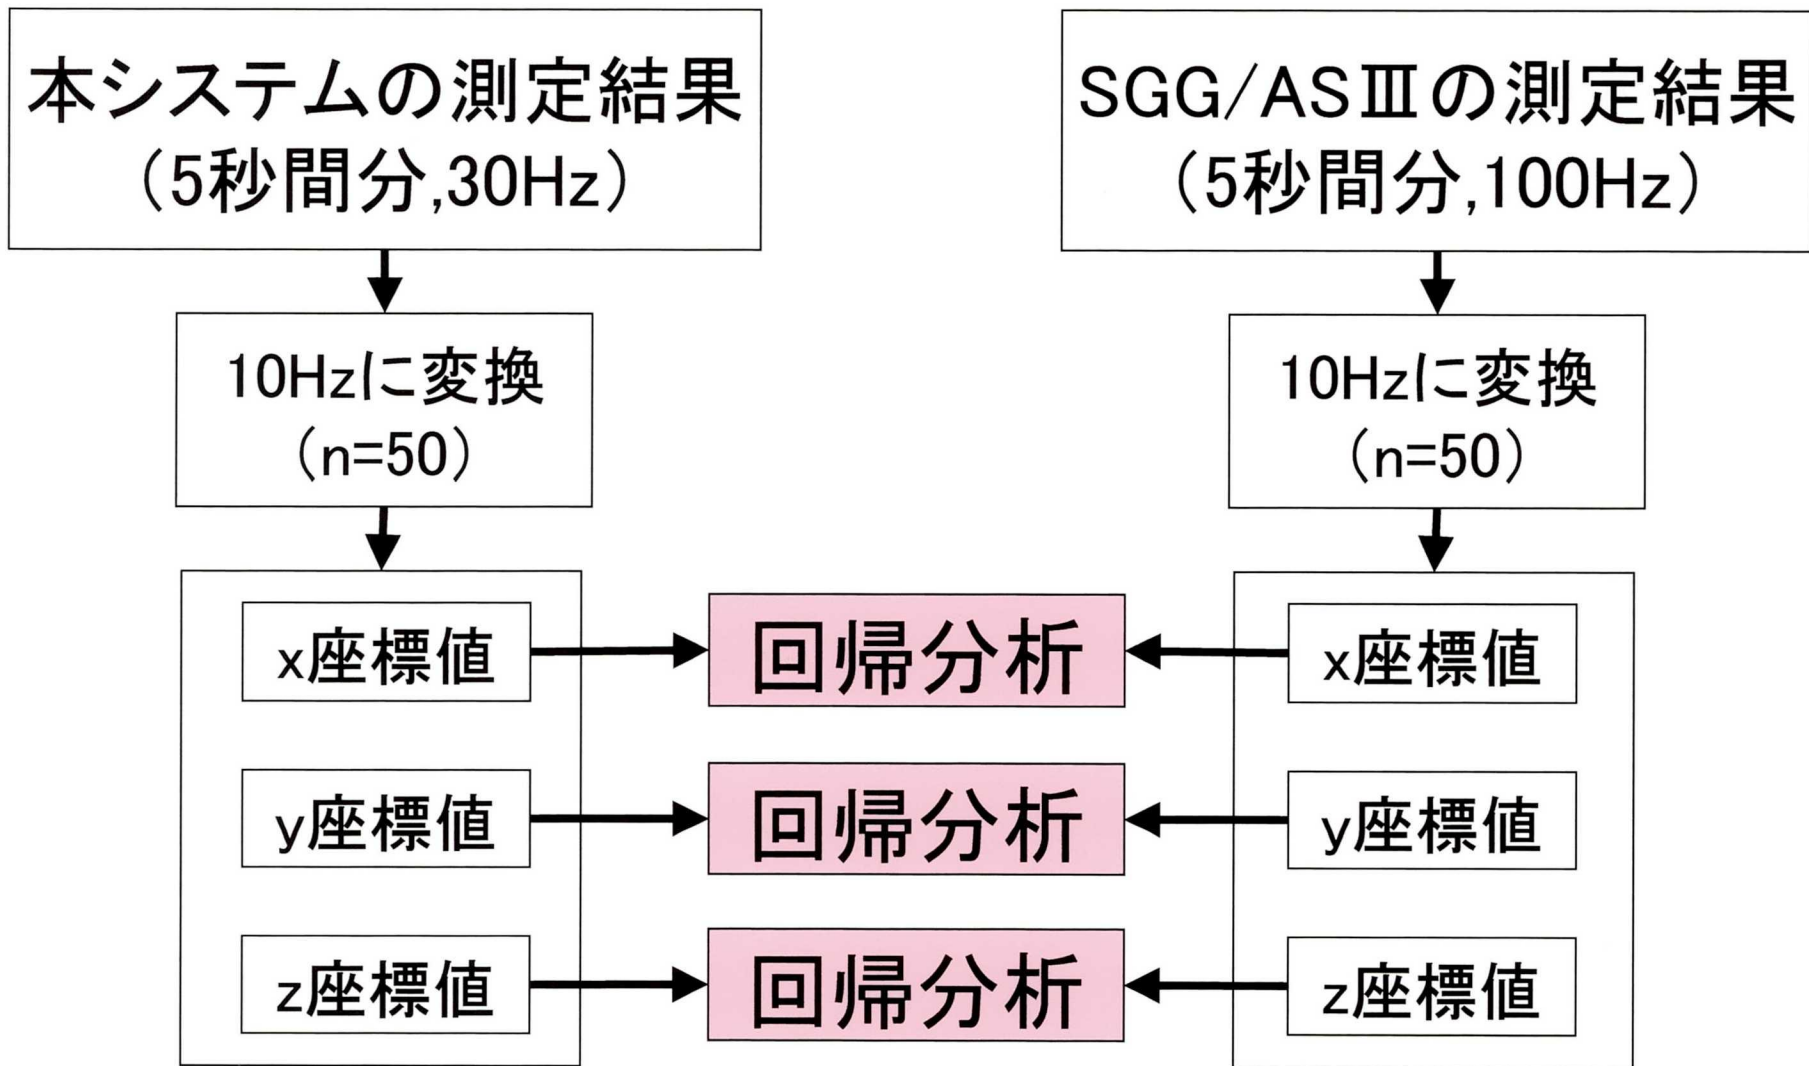 本システムの測定結果
（5秒間分,30Hz）
SGG/ASⅢの測定結果
（5秒間分,100Hz）
10Hzに変換
（n=50）
10Hzに変換
（n=50）
x座標値
回帰分析
x座標値
y座標値
回帰分析
y座標値
z座標値
回帰分析
z座標値